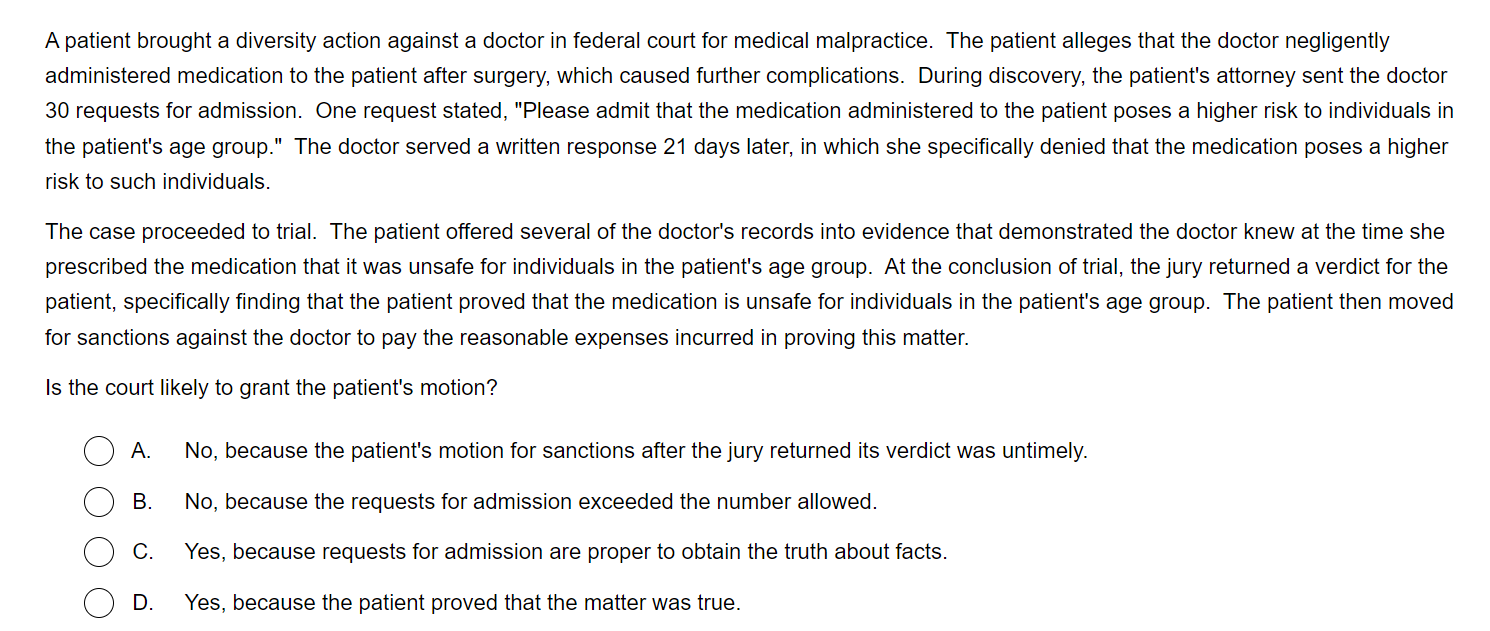 A patient brought a diversity action against a doctor in federal court for medical malpractice.  The patient alleges that the doctor negligently
administered medication to the patient after surgery, which caused further complications.  During discovery, the patient's attorney sent the doctor
30 requests for admission.  One request stated, "Please admit that the medication administered to the patient poses a higher risk to individuals in
the patient's age group."  The doctor served a written response 21 days later, in which she specifically denied that the medication poses a higher
risk to such individuals.
The case proceeded to trial.  The patient offered several of the doctor's records into evidence that demonstrated the doctor knew at the time she
prescribed the medication that it was unsafe for individuals in the patient's age group.  At the conclusion of trial, the jury returned a verdict for the
patient, specifically finding that the patient proved that the medication is unsafe for individuals in the patient's age group.  The patient then moved
for sanctions against the doctor to pay the reasonable expenses incurred in proving this matter.
Is the court likely to grant the patient's motion?
A. No, because the patient's motion for sanctions after the jury returned its verdict was untimely.
B. No, because the requests for admission exceeded the number allowed.
C. Yes, because requests for admission are proper to obtain the truth about facts.
D. Yes, because the patient proved that the matter was true.